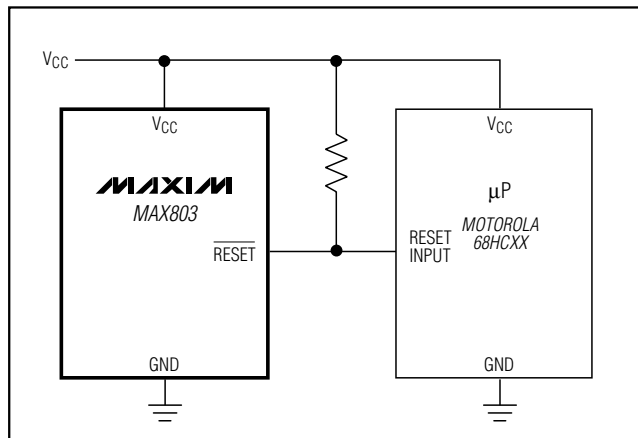 VCC
VCC
MAXIM
MAX803
RESET
GND
VCC
µP
MOTOROLA
68HCXX
RESET
INPUT
GND